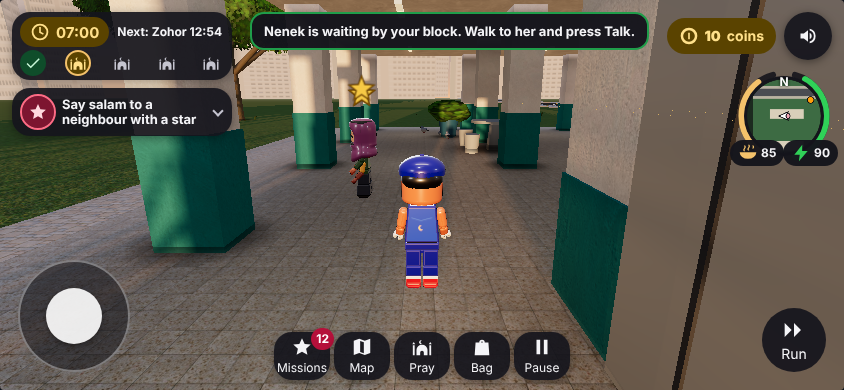 07:00
Next: Zohor 12:54
Nenek is waiting by your block. Walk to her and press Talk.
10 coins
Say salam to a
neighbour with a star
N
85
90
12
Missions
Map
Pray
Bag
Pause
Run